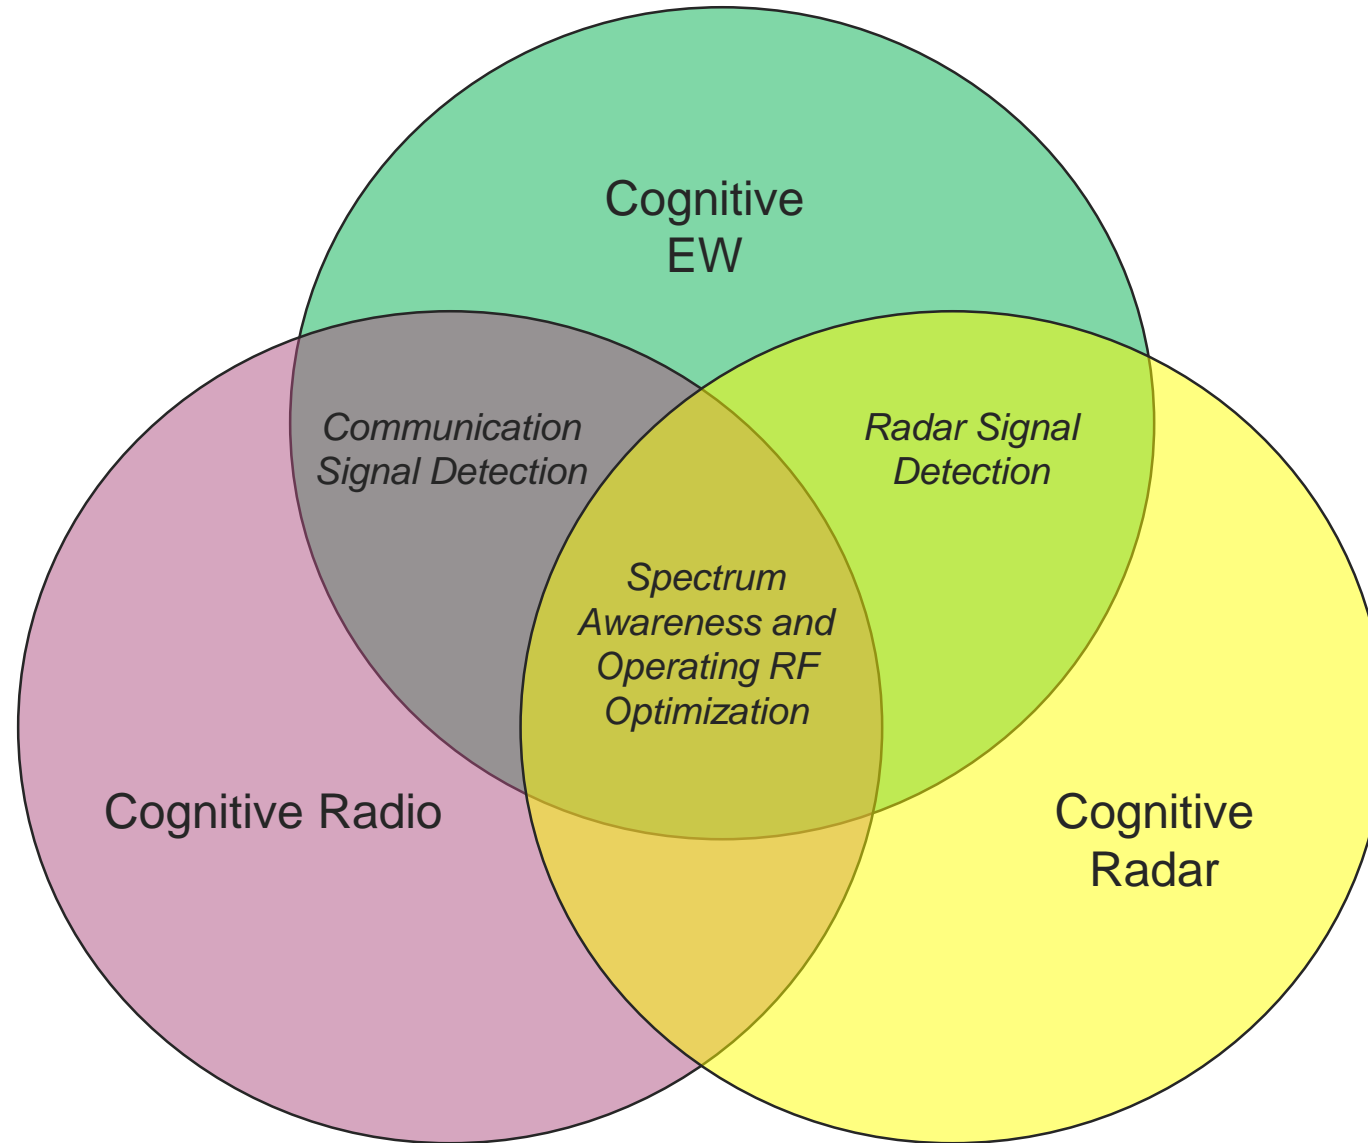 Cognitive
EW
Communication
Signal Detection
Radar Signal
Detection
Spectrum
Awareness and
Operating RF
Optimization
Cognitive Radio
Cognitive
Radar